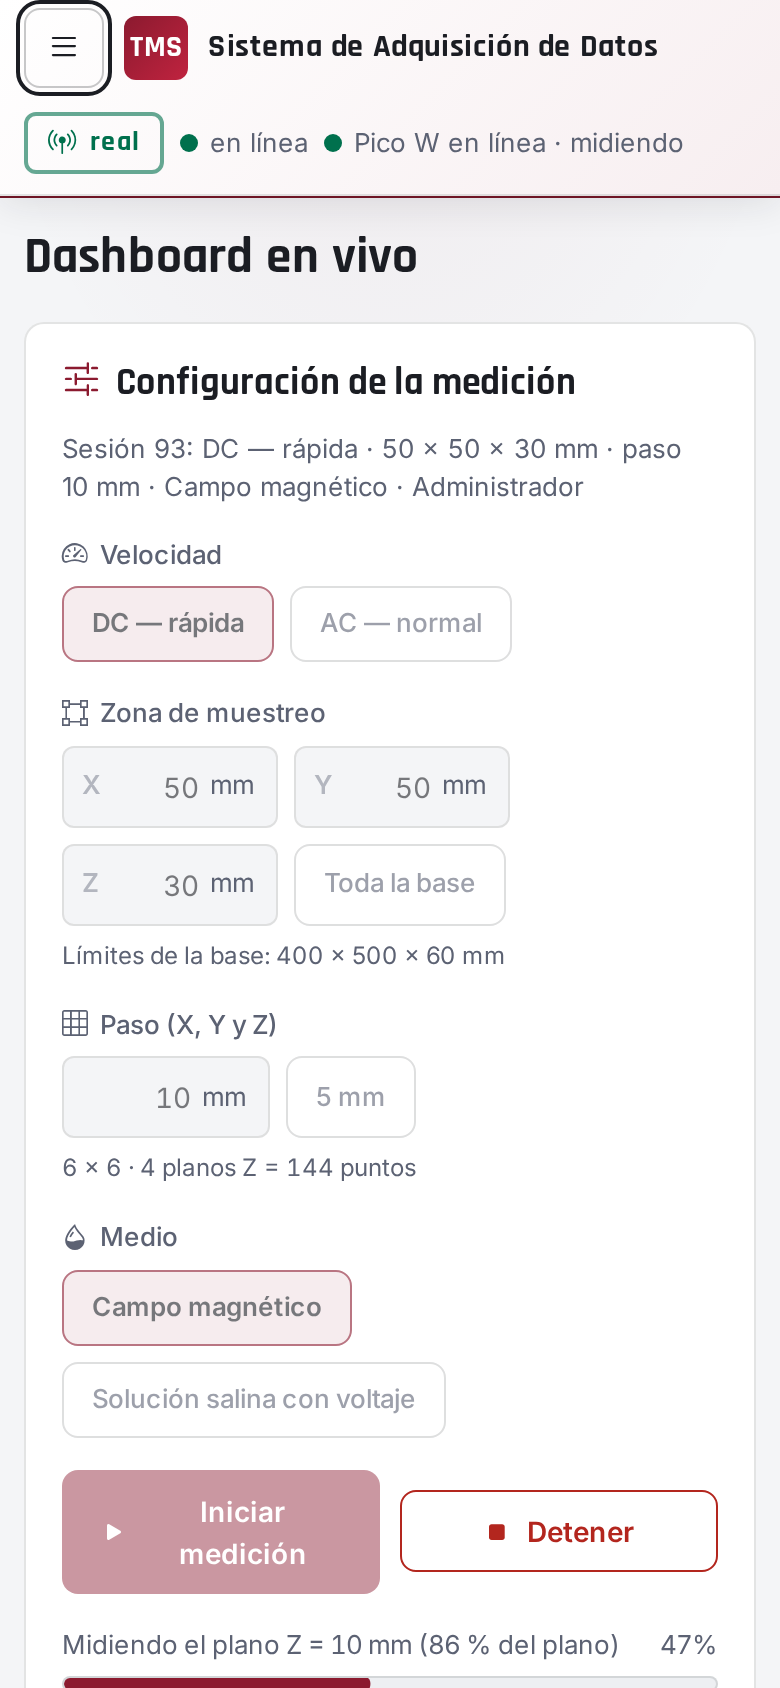 TMS Sistema de Adquisición de Datos
real en línea Pico W en línea · midiendo
Dashboard en vivo
Configuración de la medición
Sesión 93: DC — rápida · 50 × 50 × 30 mm · paso
10 mm · Campo magnético · Administrador
Velocidad
DC — rápida AC — normal
Zona de muestreo
X 50 mm Y 50 mm
Z 30 mm Toda la base
Límites de la base: 400 × 500 × 60 mm
Paso (X, Y y Z)
10 mm 5 mm
6 × 6 · 4 planos Z = 144 puntos
Medio
Campo magnético
Solución salina con voltaje
Iniciar
medición
Detener
Midiendo el plano Z = 10 mm (86 % del plano) 47%